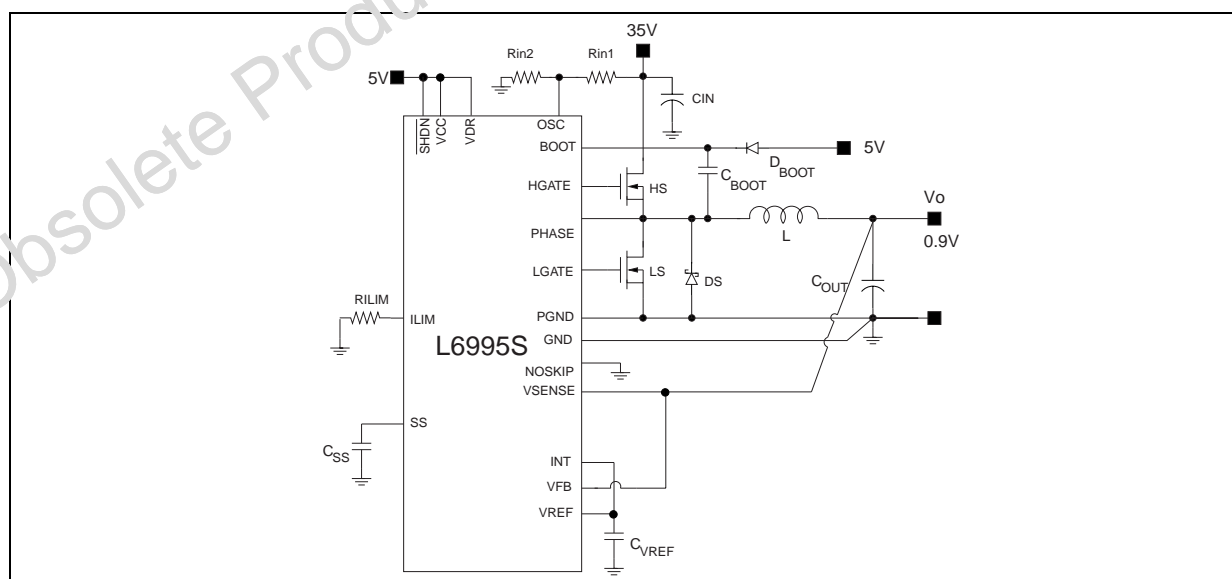 Obsolete Produ
35V
Rin2
Rin1
5V
CIN
SHDN
VCC
VDR
OSC
BOOT
5V
DBOOT
CBOOT
HGATE
HS
Vo
PHASE
L
0.9V
LGATE
LS
DS
COUT
RILIM
ILIM
PGND
GND
L6995S
NOSKIP
VSENSE
SS
CSS
INT
VFB
VREF
CVREF